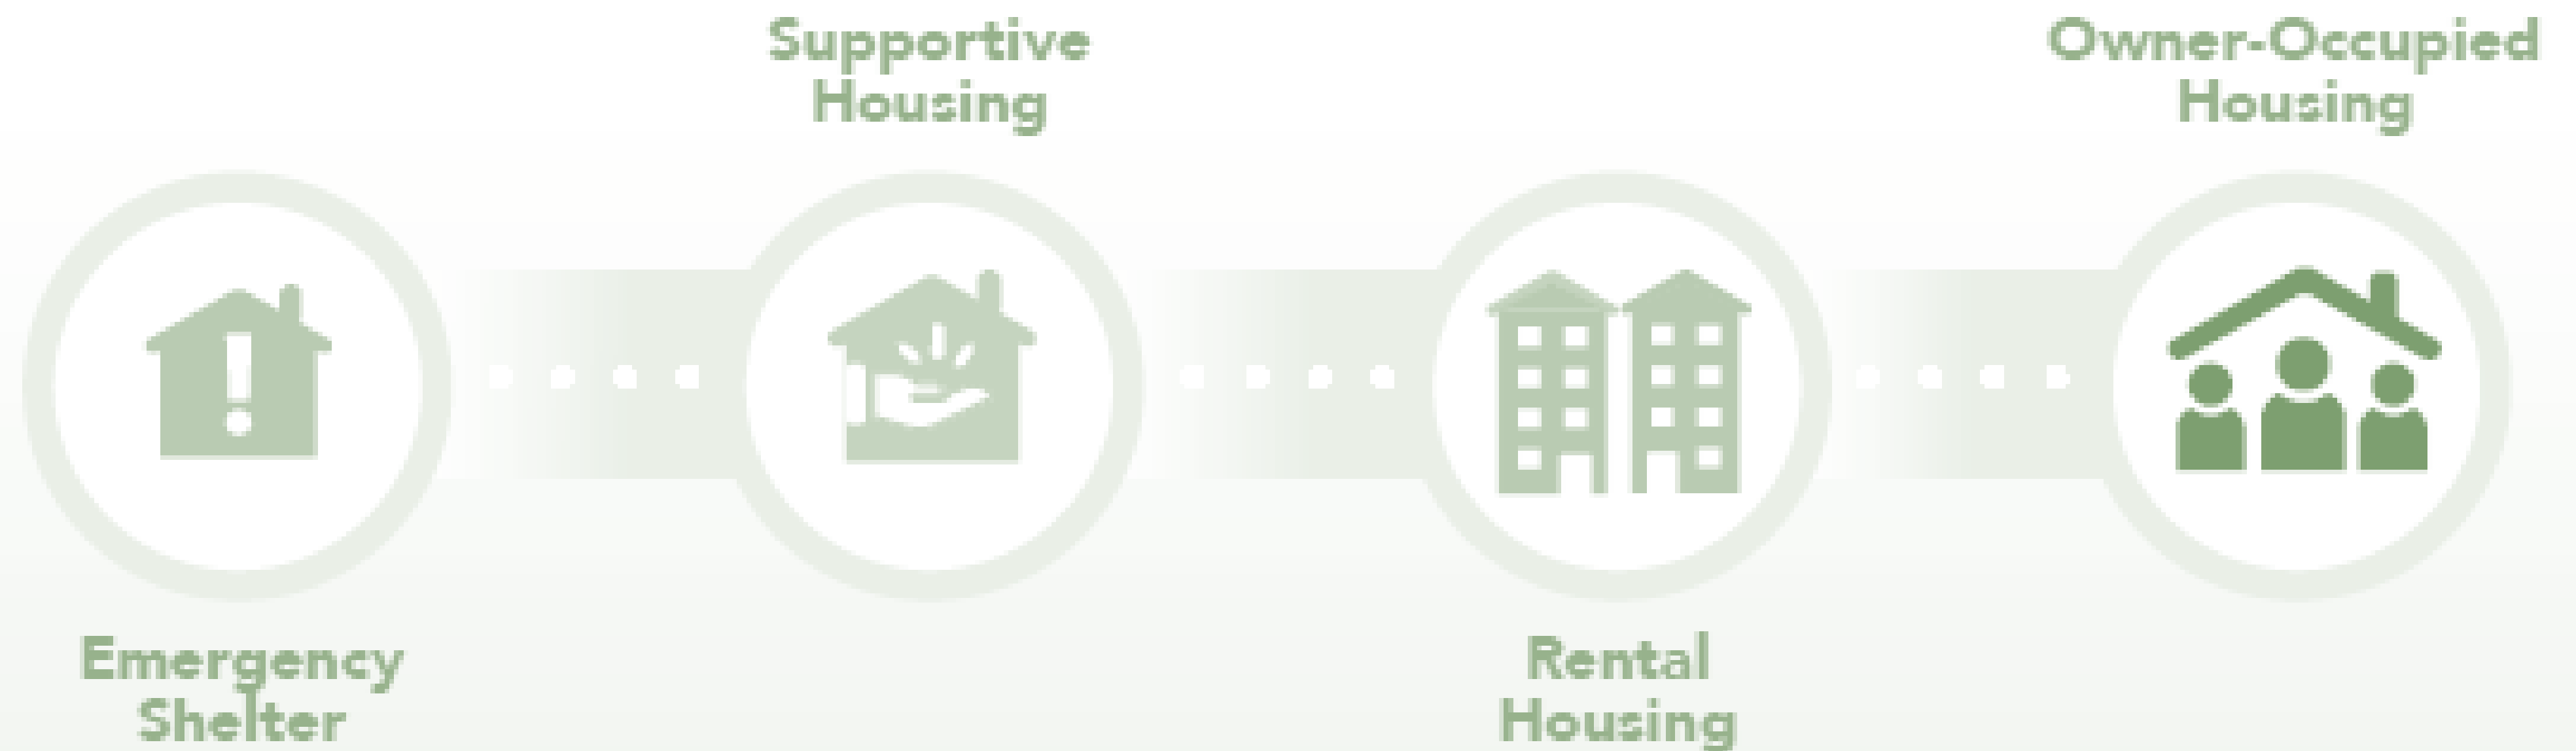 Supportive
Housing
Owner-Occupied
Housing
Emergency
Shelter
Rental
Housing